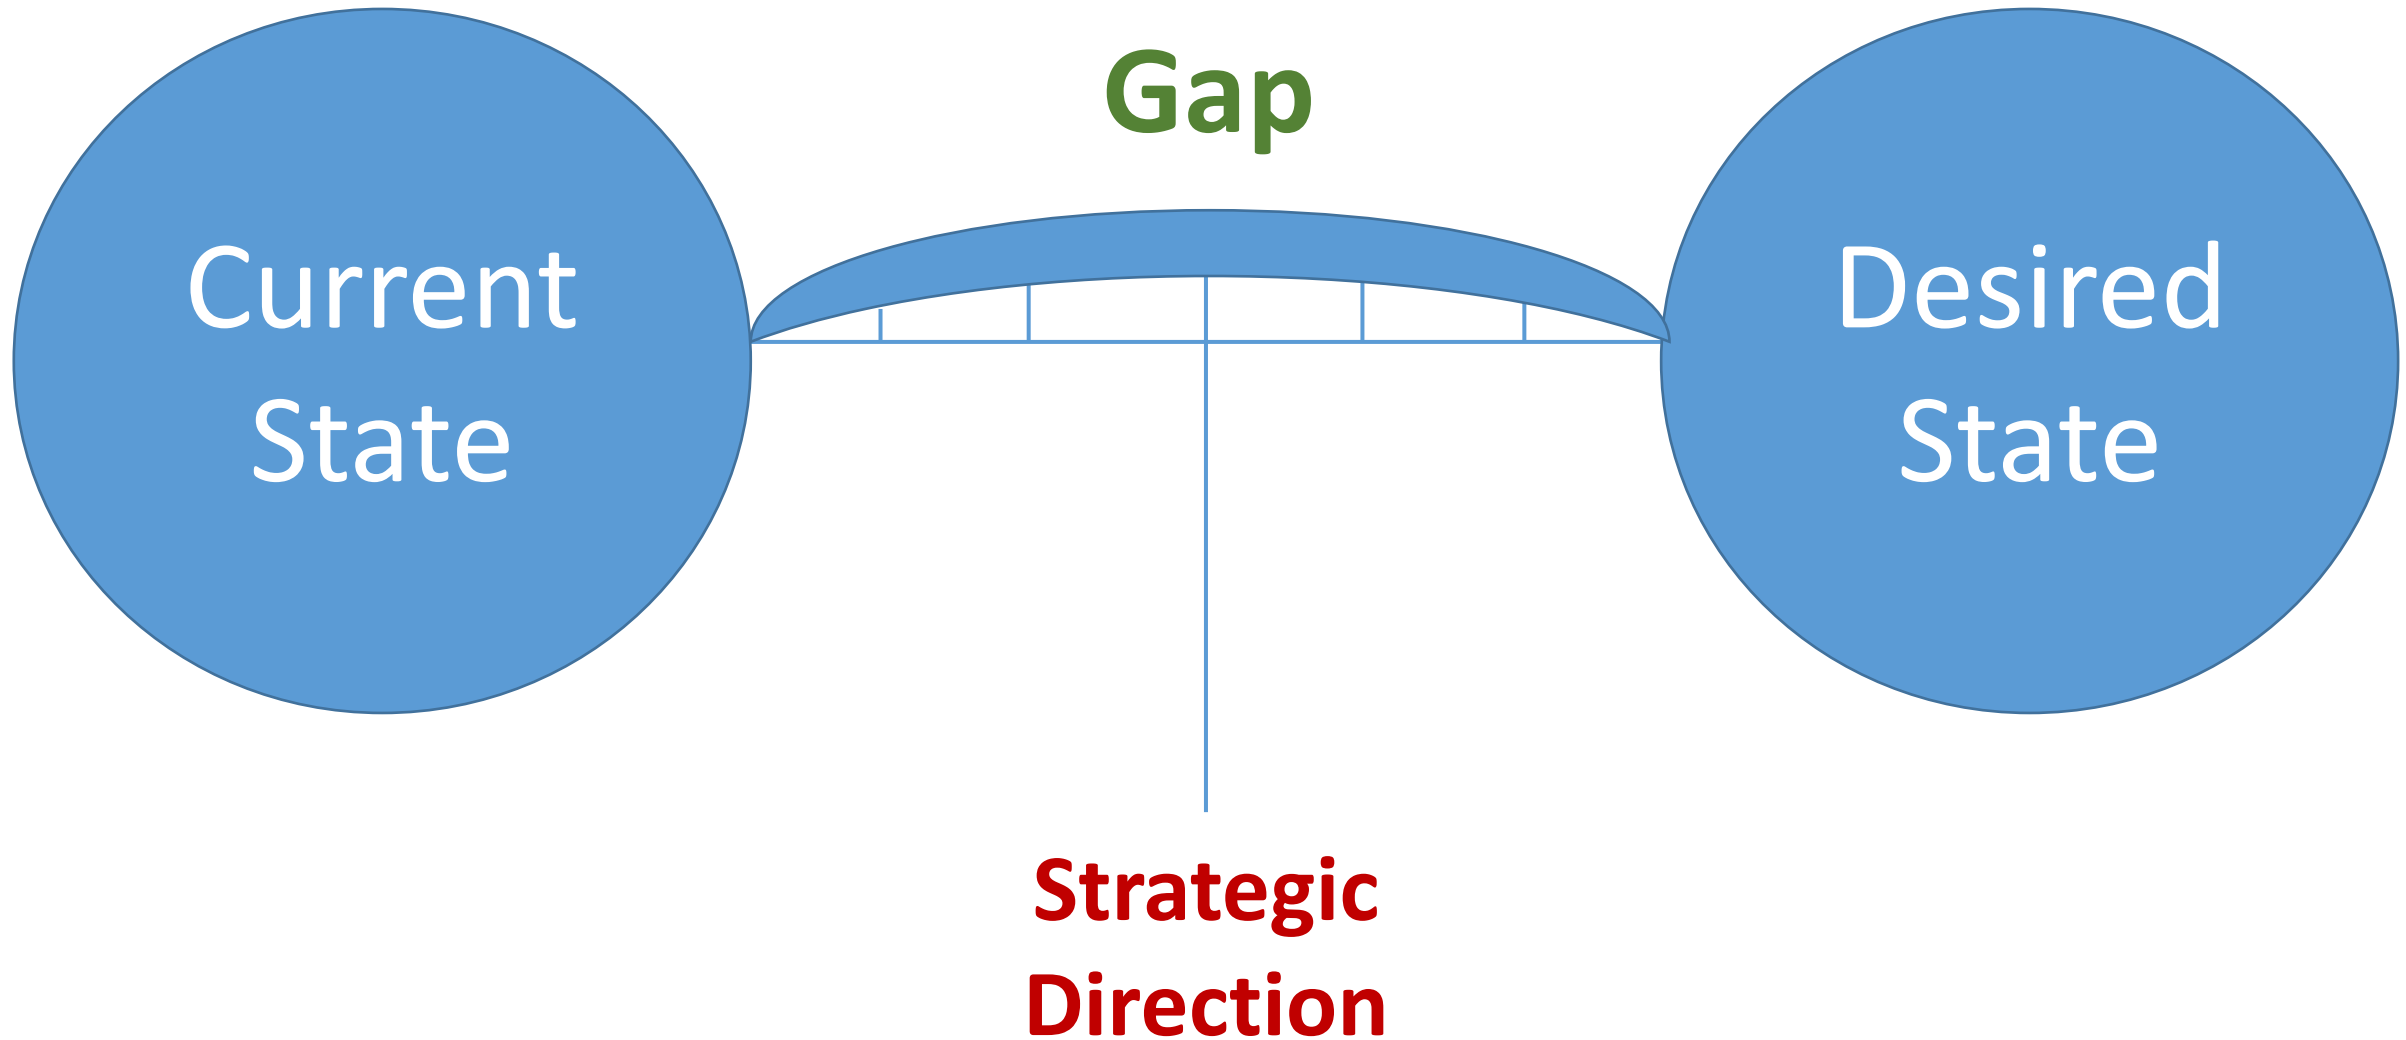 Gap
Current
State
Desired
State
Strategic
Direction